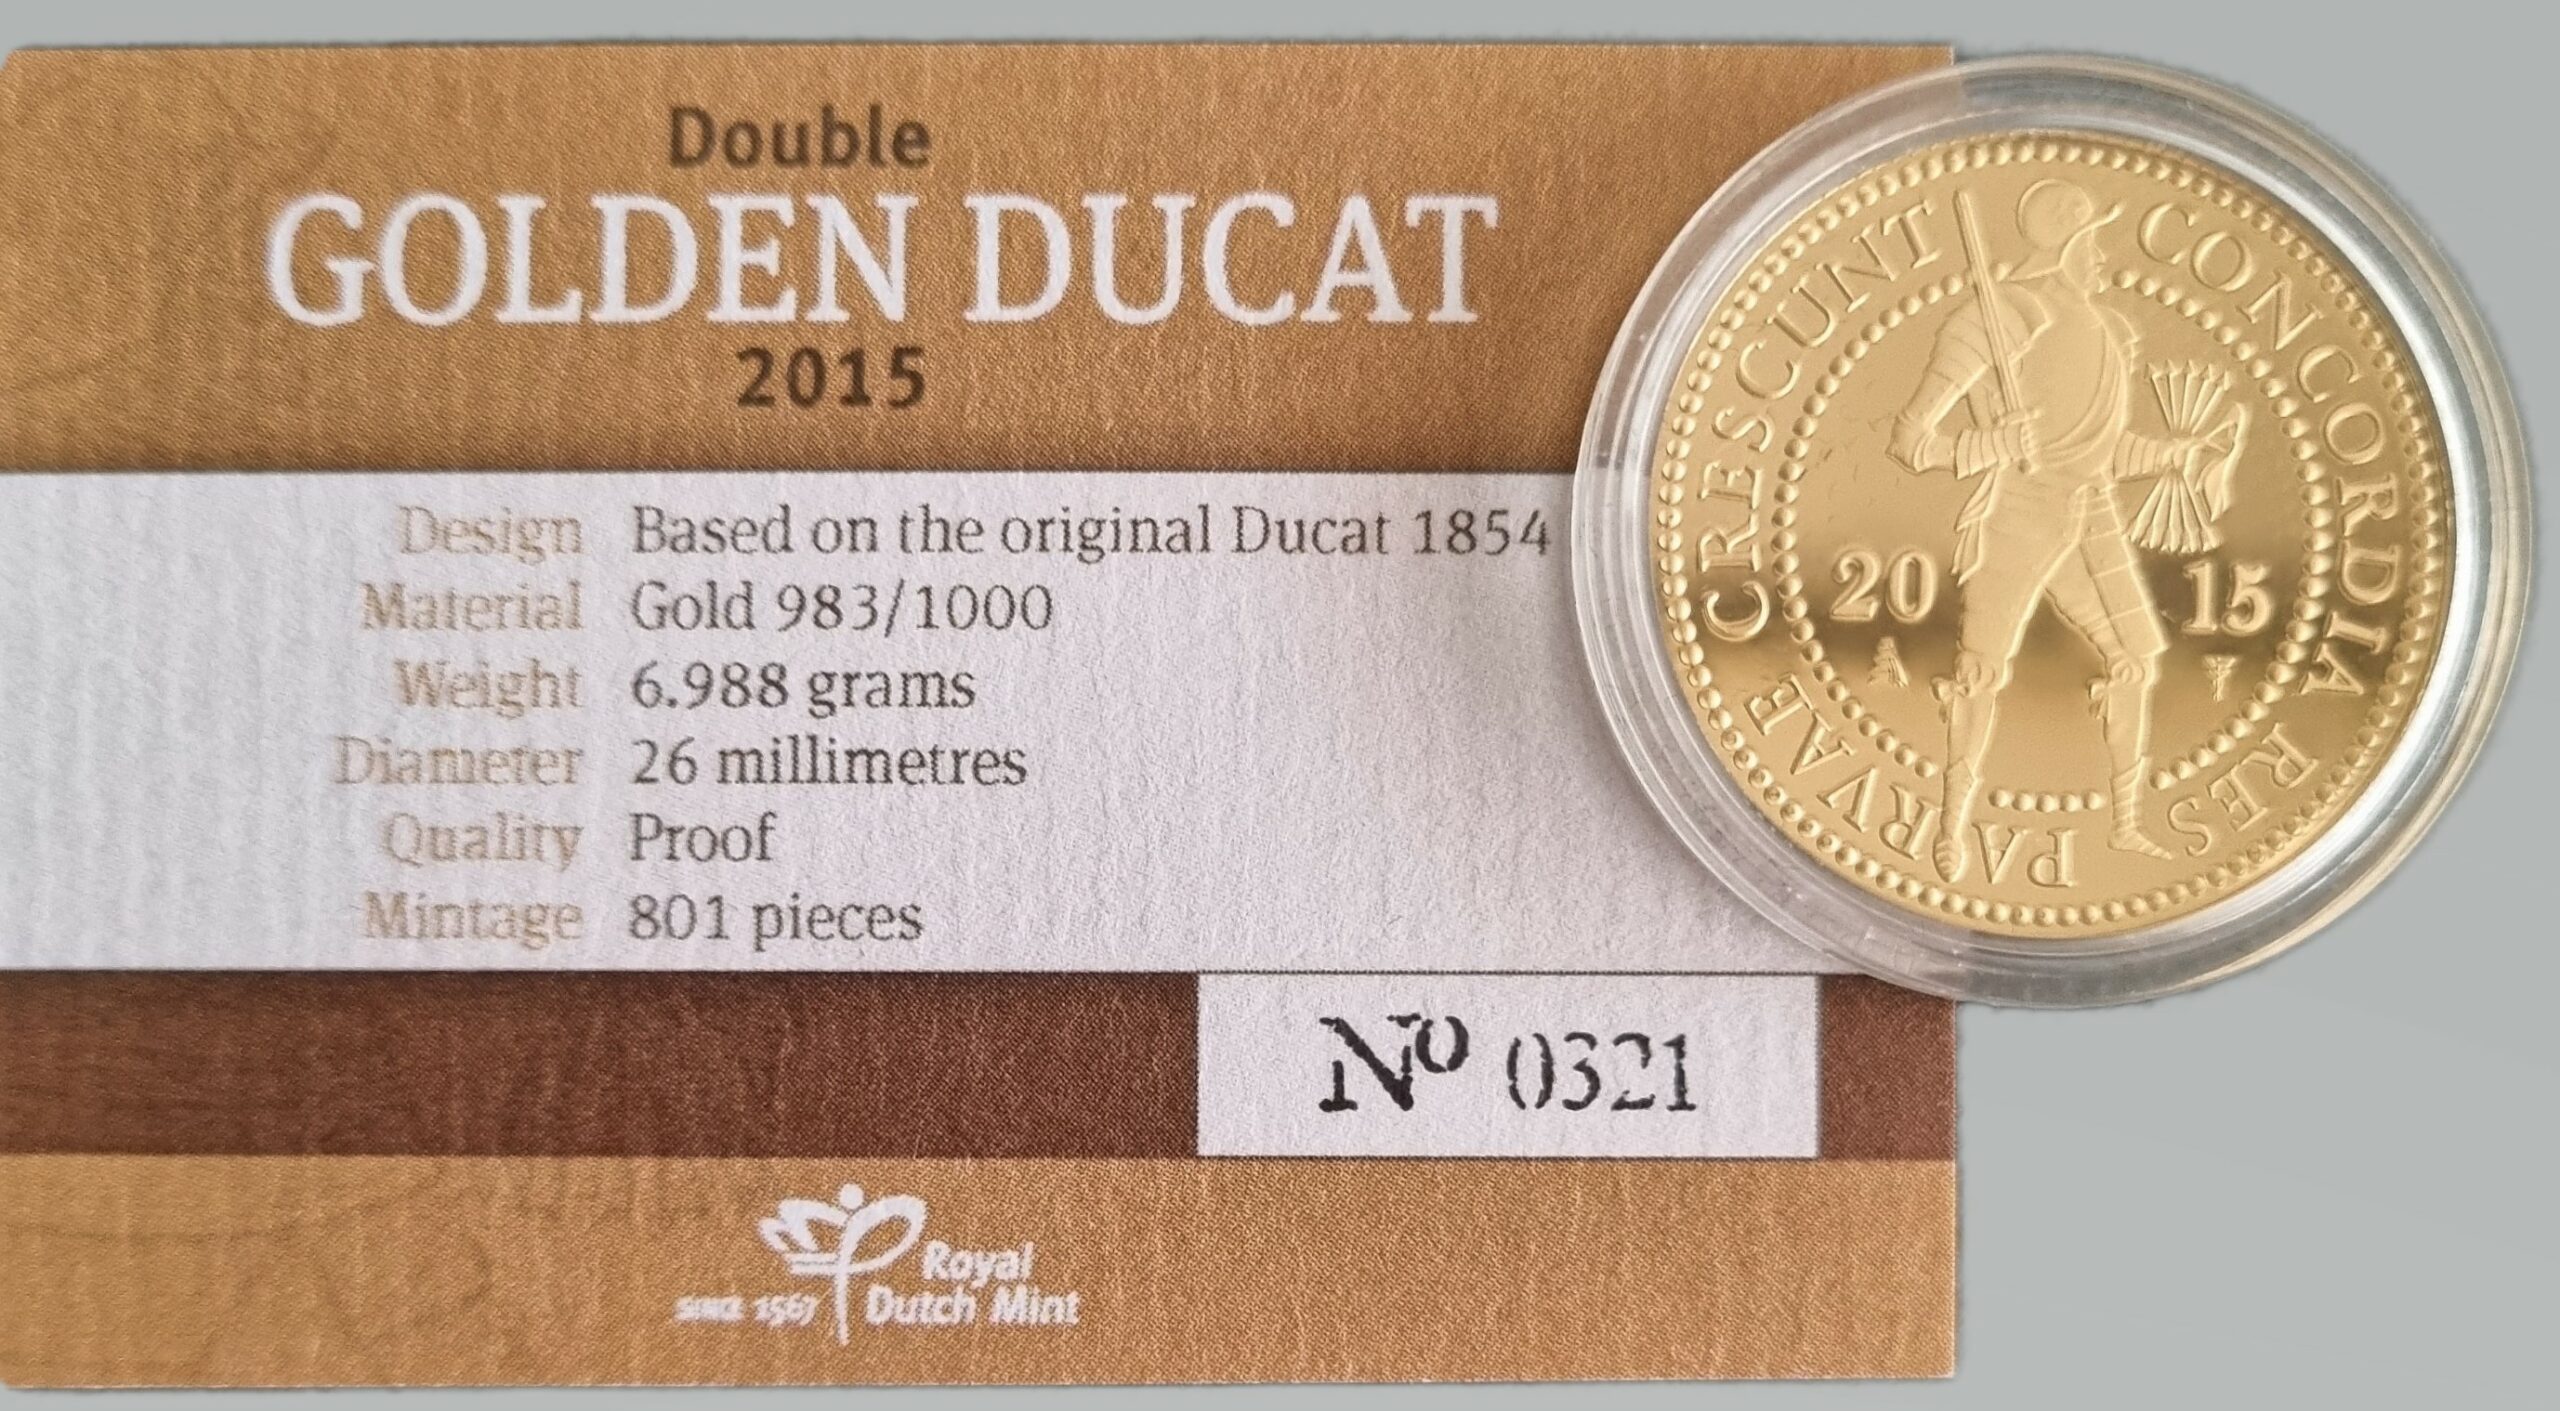 Double
GOLDEN DUCAT
2015
Design Based on the original Ducat 1854
Material Gold 983/1000
Weight 6.988 grams
Diameter 26 millimetres
Quality Proof
Mintage 801 pieces
Nº 0321
SINCE 1567 Royal
Dutch Mint
CONCORDIA RES PARVAE CRESCUNT
20 15